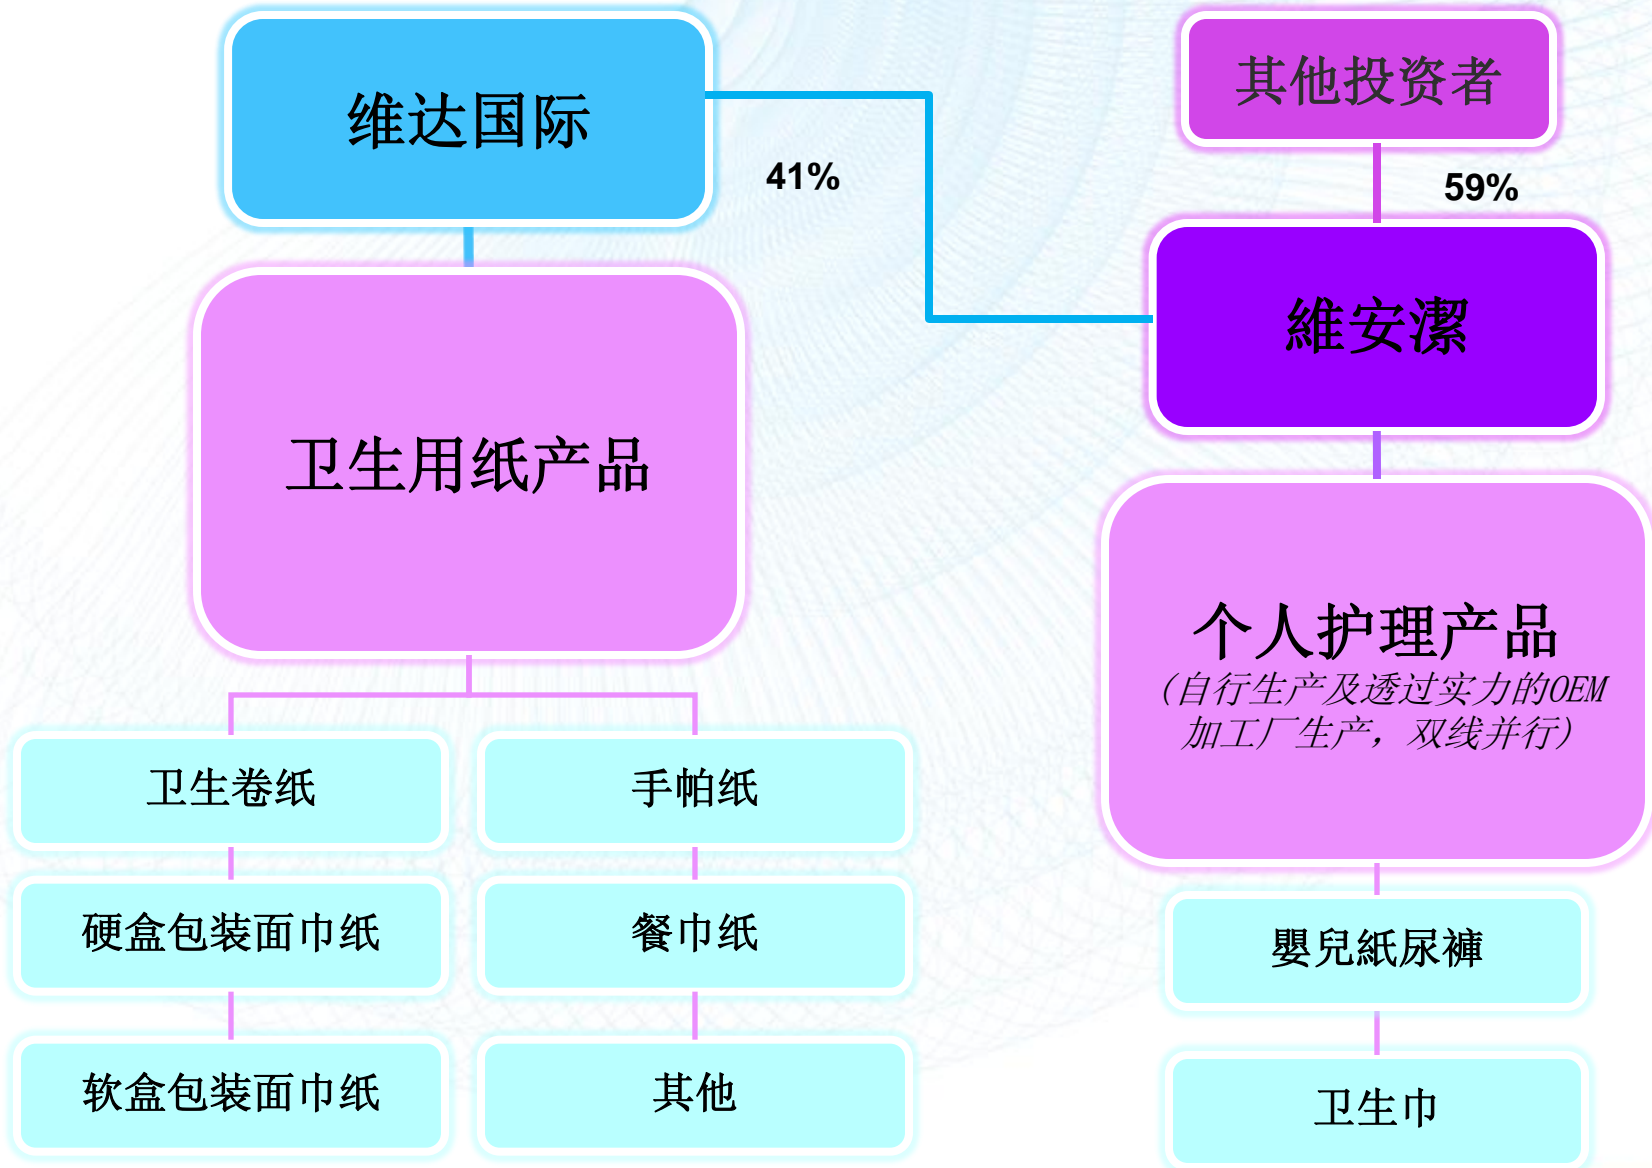 维达国际
其他投资者
41%
59%
維安潔
卫生用纸产品
个人护理产品
(自行生产及透过实力的OEM
加工厂生产，双线并行)
卫生卷纸
手帕纸
硬盒包装面巾纸
餐巾纸
嬰兒紙尿褲
软盒包装面巾纸
其他
卫生巾